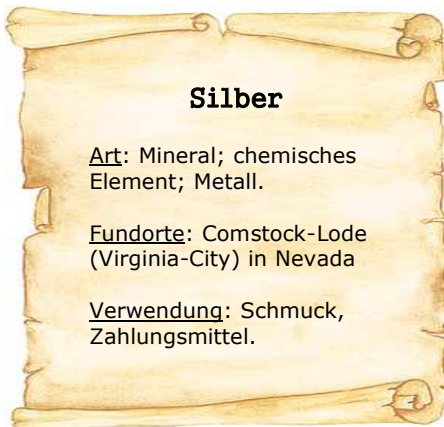 Silber
Art: Mineral; chemisches
Element; Metall.
Fundorte: Comstock-Lode
(Virginia-City) in Nevada
Verwendung: Schmuck,
Zahlungsmittel.